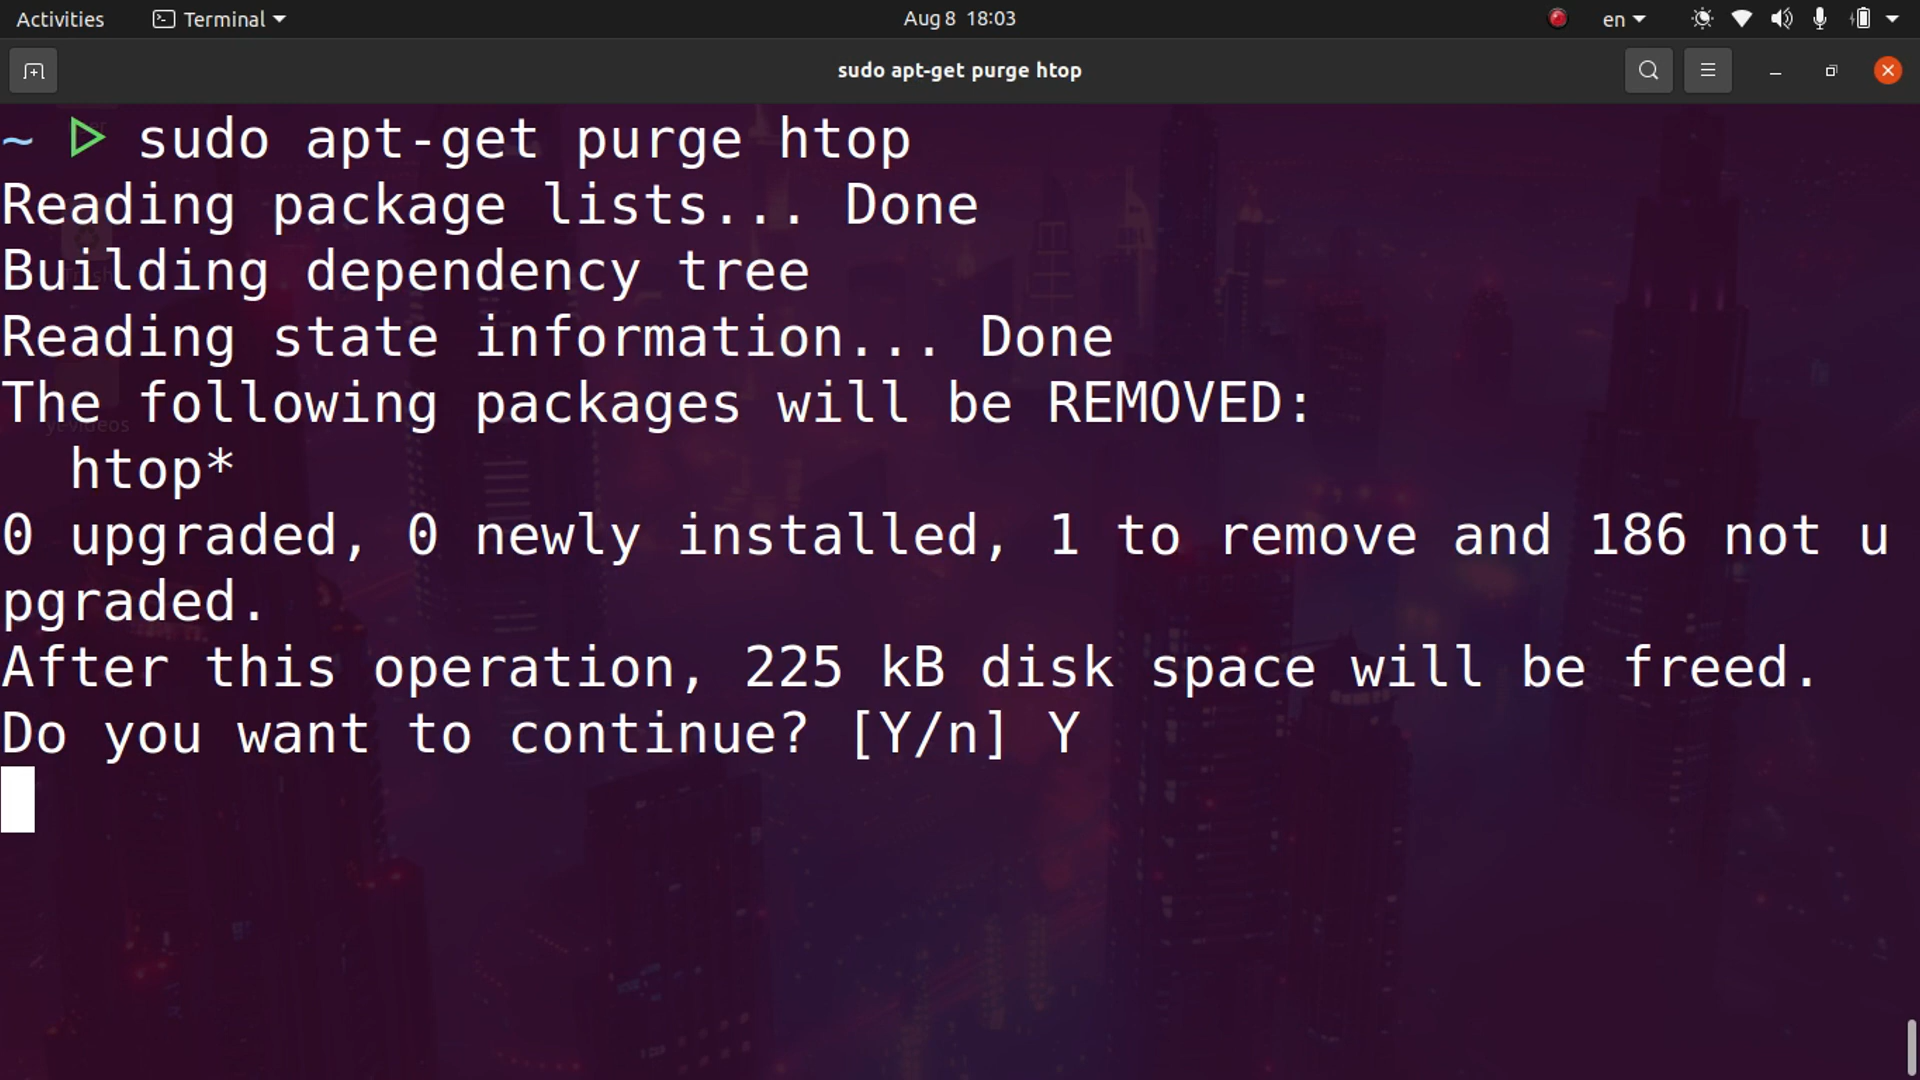 Activities Terminal Aug 8 18:03 en
sudo apt-get purge htop
~ ▷ sudo apt-get purge htop
Reading package lists... Done
Building dependency tree
Reading state information... Done
The following packages will be REMOVED:
yt-videos
htop*
0 upgraded, 0 newly installed, 1 to remove and 186 not u
pgraded.
After this operation, 225 kB disk space will be freed.
Do you want to continue? [Y/n] Y